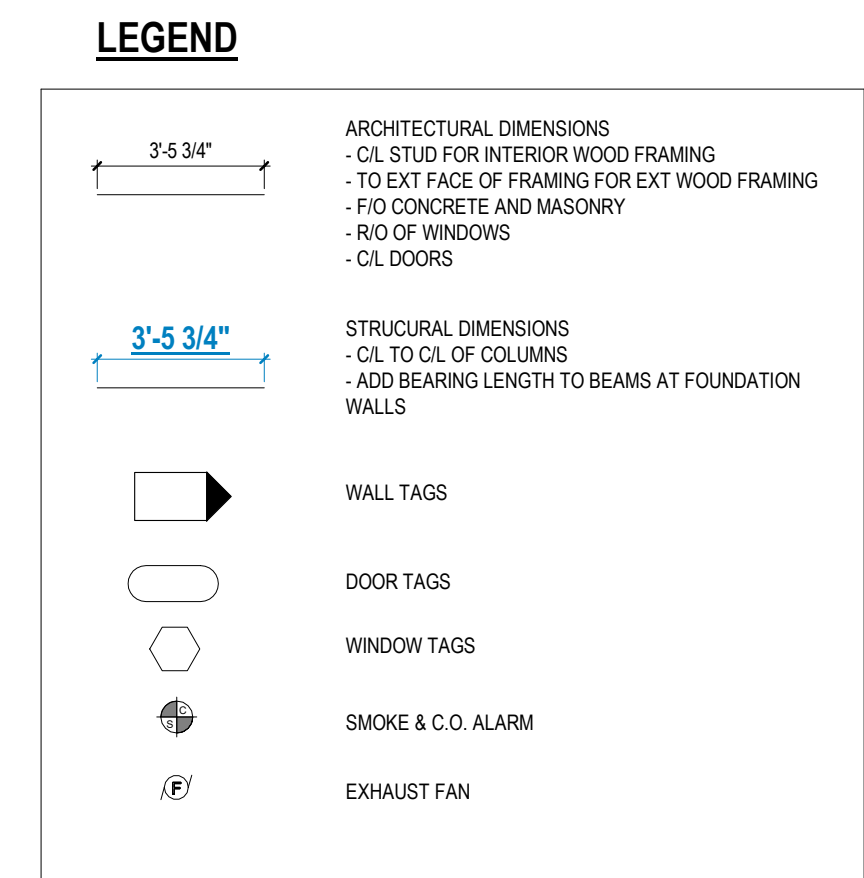 LEGEND
3'-5 3/4"
ARCHITECTURAL DIMENSIONS
- C/L STUD FOR INTERIOR WOOD FRAMING
- TO EXT FACE OF FRAMING FOR EXT WOOD FRAMING
- F/O CONCRETE AND MASONRY
- R/O OF WINDOWS
- C/L DOORS
3'-5 3/4"
STRUCURAL DIMENSIONS
- C/L TO C/L OF COLUMNS
- ADD BEARING LENGTH TO BEAMS AT FOUNDATION
WALLS
WALL TAGS
DOOR TAGS
WINDOW TAGS
C
S
SMOKE & C.O. ALARM
F
EXHAUST FAN